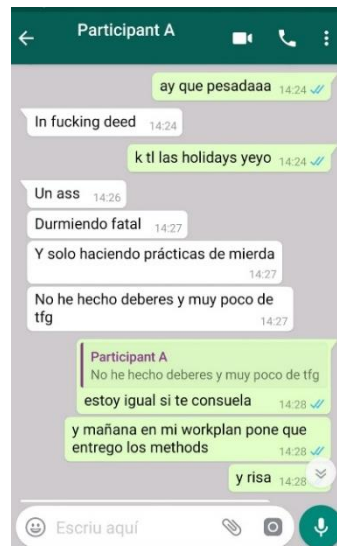 Participant A
ay que pesadaaa 14:24
In fucking deed 14:24
k tl las holidays yeyo 14:24
Un ass 14:26
Durmiendo fatal 14:27
Y solo haciendo prácticas de mierda
14:27
No he hecho deberes y muy poco de
tfg 14:27
Participant A
No he hecho deberes y muy poco de tfg
estoy igual si te consuela 14:28
y mañana en mi workplan pone que
entrego los methods 14:28
y risa 14:28
Escriu aquí